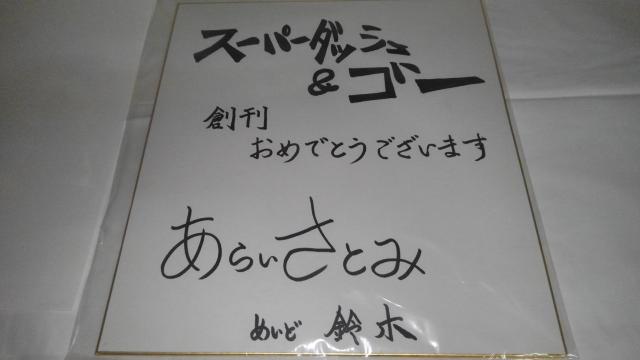 スーパーダッシュ
&ゴー
創刊
おめでとうございます
あらいさとみ
めいど 鈴木